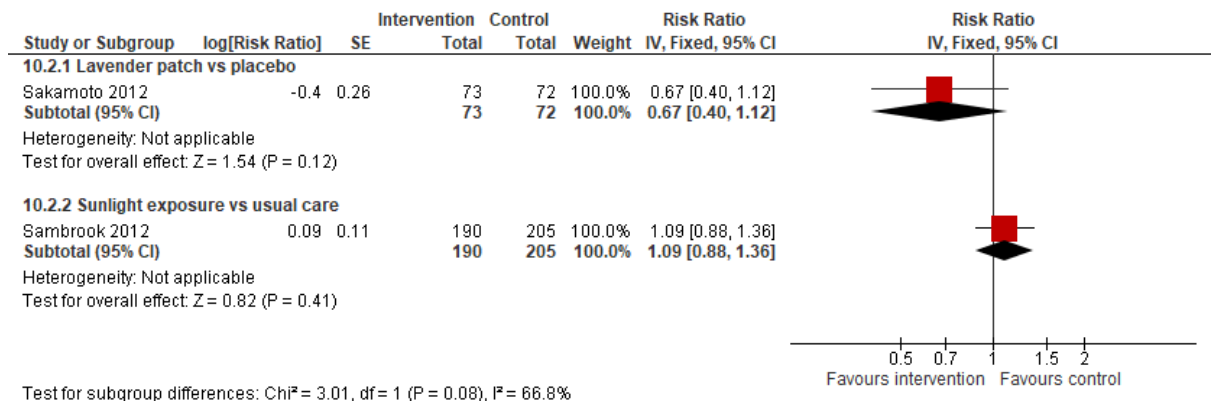 Intervention Control Risk Ratio Risk Ratio
Study or Subgroup log[Risk Ratio] SE Total Total Weight IV, Fixed, 95% CI IV, Fixed, 95% CI
10.2.1 Lavender patch vs placebo
Sakamoto 2012 -0.4 0.26 73 72 100.0% 0.67 [0.40, 1.12]
Subtotal (95% CI) 73 72 100.0% 0.67 [0.40, 1.12]
Heterogeneity: Not applicable
Test for overall effect: Z = 1.54 (P = 0.12)
10.2.2 Sunlight exposure vs usual care
Sambrook 2012 0.09 0.11 190 205 100.0% 1.09 [0.88, 1.36]
Subtotal (95% CI) 190 205 100.0% 1.09 [0.88, 1.36]
Heterogeneity: Not applicable
Test for overall effect: Z = 0.82 (P = 0.41)
0.5 0.7 1 1.5 2
Favours intervention Favours control
Test for subgroup differences: Chi² = 3.01, df = 1 (P = 0.08), I² = 66.8%